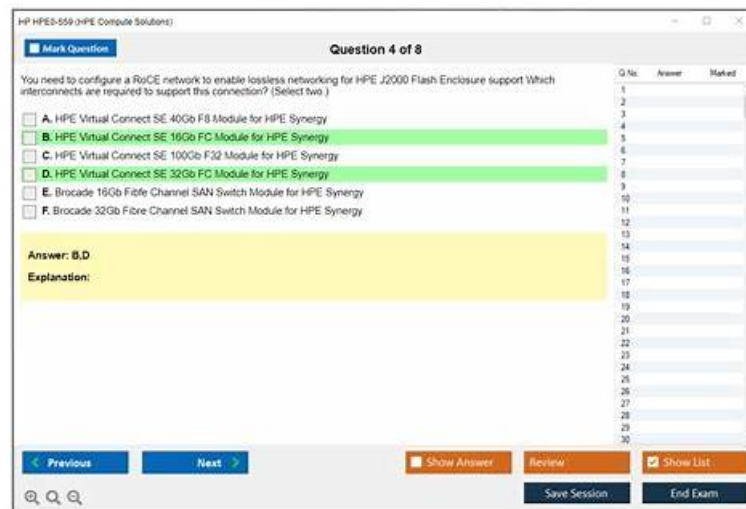 HP HPE0-S59 (HPE Compute Solutions)
Mark Question
Question 4 of 8
You need to configure a RoCE network to enable lossless networking for HPE J2000 Flash Enclosure support Which
interconnects are required to support this connection? (Select two.)
A. HPE Virtual Connect SE 40Gb F8 Module for HPE Synergy
B. HPE Virtual Connect SE 16Gb FC Module for HPE Synergy
C. HPE Virtual Connect SE 100Gb F32 Module for HPE Synergy
D. HPE Virtual Connect SE 32Gb FC Module for HPE Synergy
E. Brocade 16Gb Fibfe Channel SAN Switch Module for HPE Synergy
F. Brocade 32Gb Fibre Channel SAN Switch Module for HPE Synergy
Answer: B,D
Explanation:
Q.No. Answer Marked
1
2
3
4
5
6
7
8
9
10
11
12
13
14
15
16
17
18
19
20
21
22
23
24
25
26
27
28
29
30
Previous
Next
Show Answer
Review
Show List
Save Session
End Exam